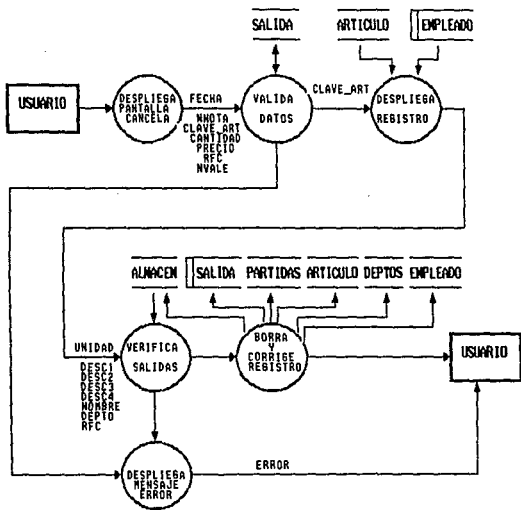 SALIDA
ARTICULO
EMPLEADO
USUARIO
DESPLIEGA
PANTALLA
CANCELA
FECHA
NNOTA
CLAVE_ART
CANTIDAD
PRECIO
RFC
NVALE
VALIDA
DATOS
CLAVE_ART
DESPLIEGA
REGISTRO
ALMACEN
SALIDA
PARTIDAS
ARTICULO
DEPTOS
EMPLEADO
UNIDAD
DESC1
DESC2
DESC3
DESC4
NOMBRE
DEPTO
RFC
VERIFICA
SALIDAS
BORRA
Y
CORRIGE
REGISTRO
USUARIO
DESPLIEGA
MENSAJE
ERROR
ERROR